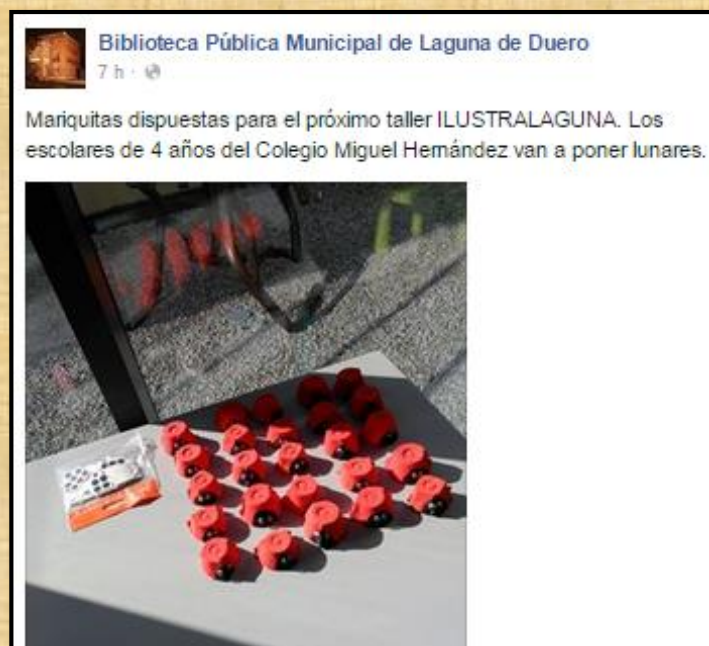 Biblioteca Pública Municipal de Laguna de Duero
7 h ·
Mariquitas dispuestas para el próximo taller ILUSTRALAGUNA. Los
escolares de 4 años del Colegio Miguel Hernández van a poner lunares.